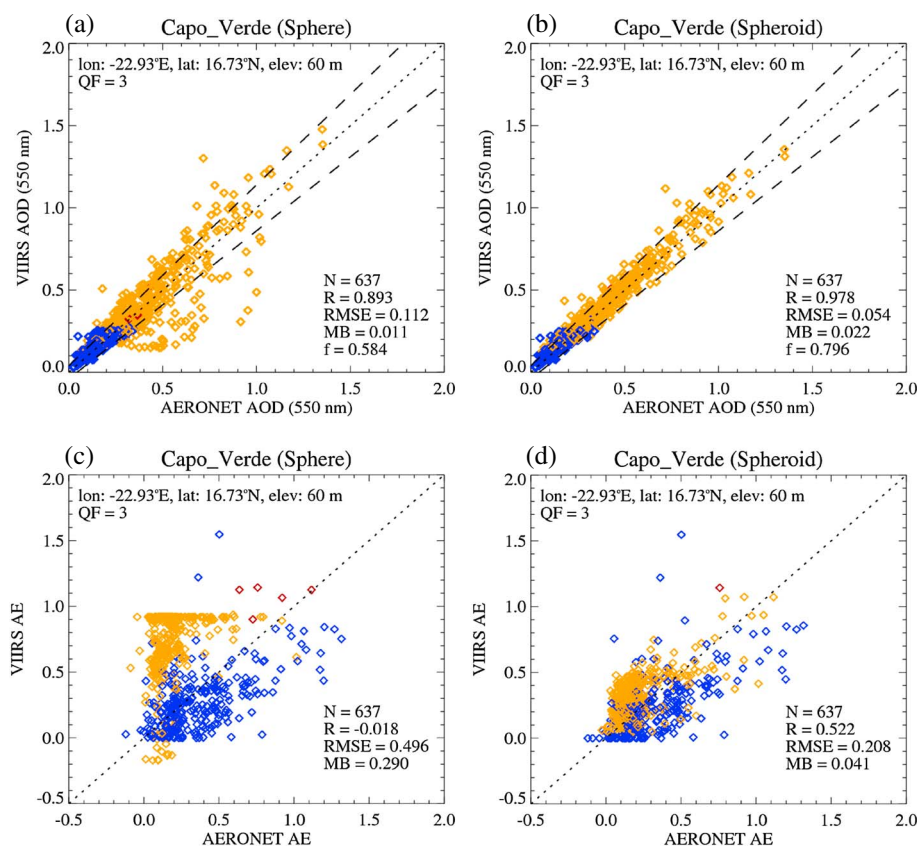 (a)
Capo_Verde (Sphere)
lon: -22.93°E, lat: 16.73°N, elev: 60 m
QF = 3
2.0
1.5
1.0
0.5
0.0
VIIRS AOD (550 nm)
N = 637
R = 0.893
RMSE = 0.112
MB = 0.011
f = 0.584
0.0 0.5 1.0 1.5 2.0
AERONET AOD (550 nm)
(b)
Capo_Verde (Spheroid)
lon: -22.93°E, lat: 16.73°N, elev: 60 m
QF = 3
2.0
1.5
1.0
0.5
0.0
VIIRS AOD (550 nm)
N = 637
R = 0.978
RMSE = 0.054
MB = 0.022
f = 0.796
0.0 0.5 1.0 1.5 2.0
AERONET AOD (550 nm)
(c)
Capo_Verde (Sphere)
lon: -22.93°E, lat: 16.73°N, elev: 60 m
QF = 3
2.0
1.5
1.0
0.5
0.0
-0.5
VIIRS AE
N = 637
R = -0.018
RMSE = 0.496
MB = 0.290
-0.5 0.0 0.5 1.0 1.5 2.0
AERONET AE
(d)
Capo_Verde (Spheroid)
lon: -22.93°E, lat: 16.73°N, elev: 60 m
QF = 3
2.0
1.5
1.0
0.5
0.0
-0.5
VIIRS AE
N = 637
R = 0.522
RMSE = 0.208
MB = 0.041
-0.5 0.0 0.5 1.0 1.5 2.0
AERONET AE